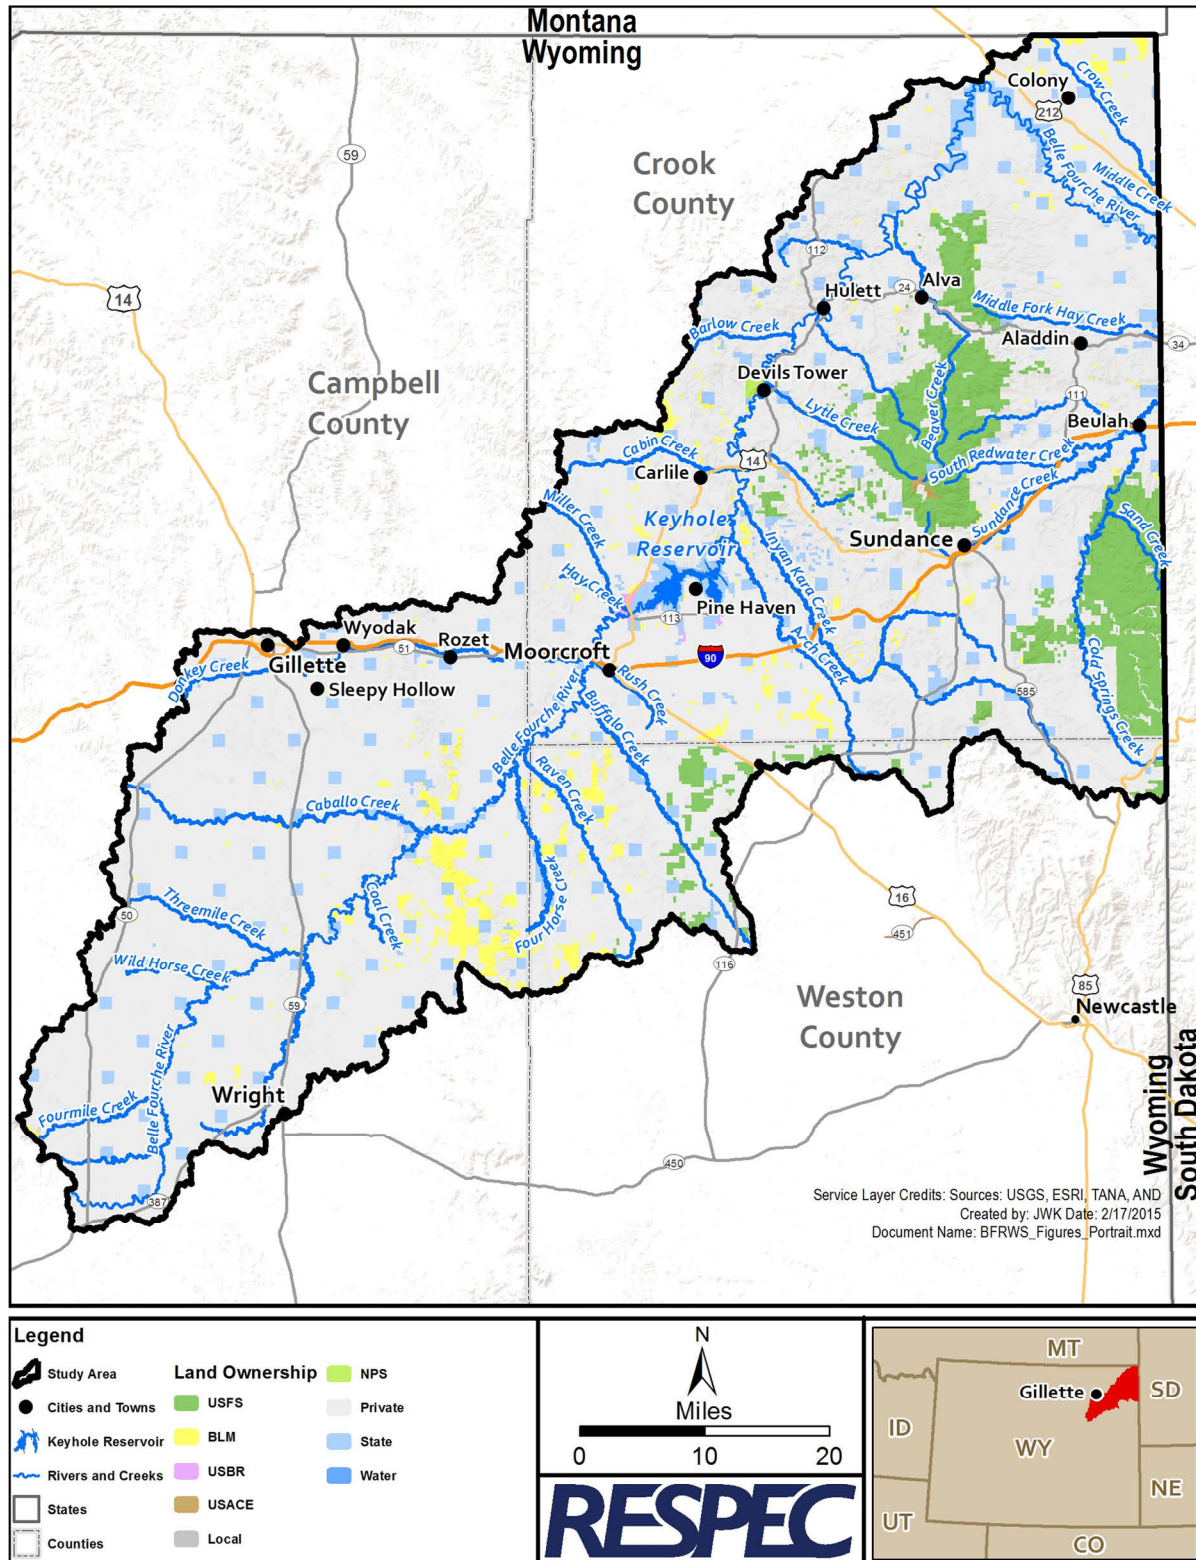 Montana
Wyoming
Colony
Crow Creek
212
59
Belle Fourche River
Middle Creek
Crook
County
112
14
24
Alva
Hulett
Middle Fork Hay Creek
Barlow Creek
Aladdin
34
Campbell
County
Devils Tower
Beaver Creek
111
Lytle Creek
Beulah
Cabin Creek
14
Carlile
South Redwater Creek
Miller Creek
Sundance Creek
Keyhole
Reservoir
Sand Creek
Inyan Kara Creek
Sundance
Hay Creek
Pine Haven
113
Wyodak
Rozet
51
Moorcroft
Arch Creek
Gillette
90
Donkey Creek
Sleepy Hollow
Rush Creek
Cold Springs Creek
585
Belle Fourche River
Buffalo Creek
Raven Creek
Caballo Creek
Coal Creek
Four Horse Creek
16
50
Threemile Creek
451
Wild Horse Creek
116
85
59
Weston
County
Newcastle
Belle Fourche River
Wright
Fourmile Creek
Wyoming
South Dakota
450
387
Service Layer Credits: Sources: USGS, ESRI, TANA, AND
Created by: JWK Date: 2/17/2015
Document Name: BFRWS_Figures_Portrait.mxd
Legend
Study Area
Cities and Towns
Keyhole Reservoir
Rivers and Creeks
States
Counties
Land Ownership
USFS
BLM
USBR
USACE
Local
NPS
Private
State
Water
N
Miles
0 10 20
RESPEC
MT
Gillette
SD
ID
WY
NE
UT
CO